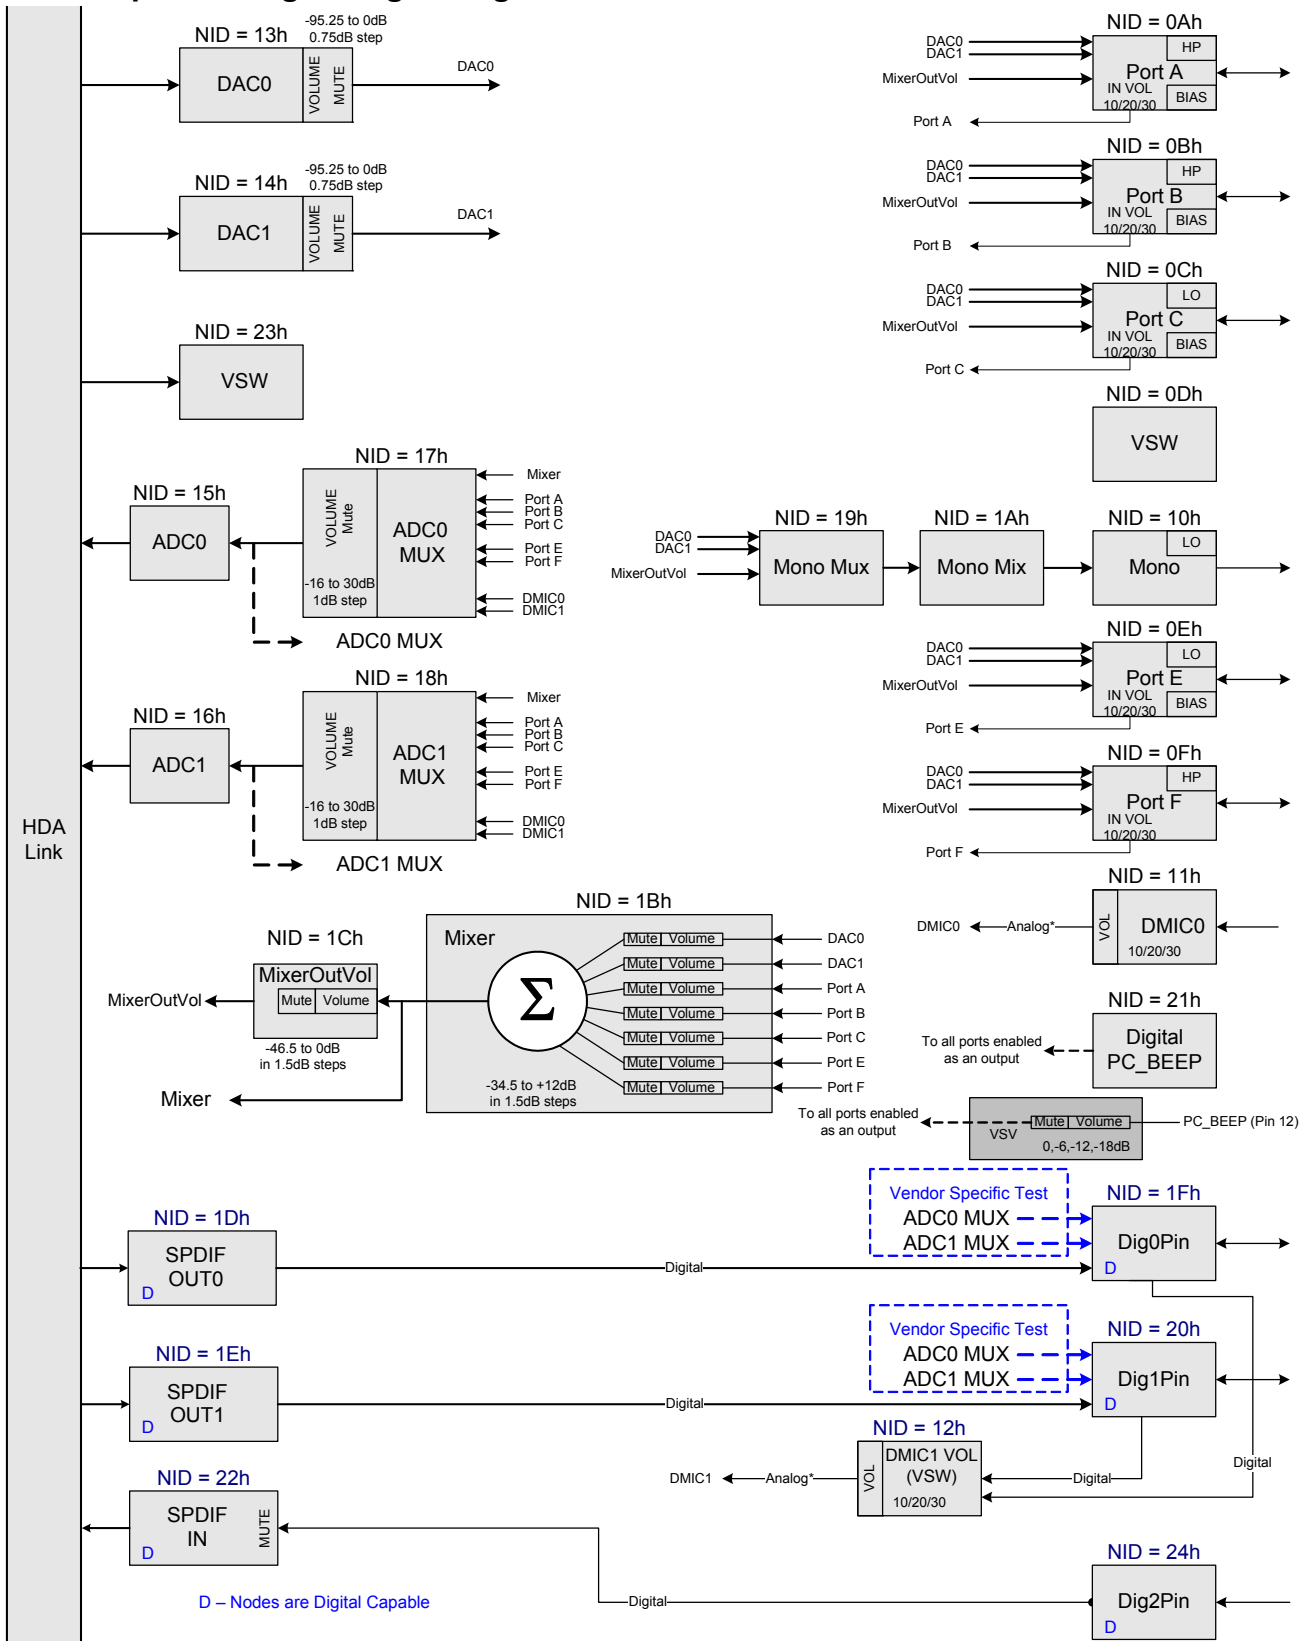 HDA
Link
NID = 13h
-95.25 to 0dB
0.75dB step
DAC0
VOLUME
MUTE
DAC0
NID = 14h
-95.25 to 0dB
0.75dB step
DAC1
VOLUME
MUTE
DAC1
NID = 23h
VSW
NID = 17h
NID = 15h
ADC0
VOLUME
Mute
-16 to 30dB
1dB step
ADC0
MUX
Mixer
Port A
Port B
Port C
Port E
Port F
DMIC0
DMIC1
ADC0 MUX
NID = 18h
NID = 16h
ADC1
VOLUME
Mute
-16 to 30dB
1dB step
ADC1
MUX
Mixer
Port A
Port B
Port C
Port E
Port F
DMIC0
DMIC1
ADC1 MUX
NID = 1Bh
NID = 1Ch
MixerOutVol
Mute Volume
MixerOutVol
-46.5 to 0dB
in 1.5dB steps
Mixer
Mixer
Σ
-34.5 to +12dB
in 1.5dB steps
Mute Volume DAC0
Mute Volume DAC1
Mute Volume Port A
Mute Volume Port B
Mute Volume Port C
Mute Volume Port E
Mute Volume Port F
NID = 0Ah
DAC0
DAC1
MixerOutVol
Port A
HP
Port A
IN VOL
10/20/30
BIAS
NID = 0Bh
DAC0
DAC1
MixerOutVol
Port B
HP
Port B
IN VOL
10/20/30
BIAS
NID = 0Ch
DAC0
DAC1
MixerOutVol
Port C
LO
Port C
IN VOL
10/20/30
BIAS
NID = 0Dh
VSW
NID = 19h
DAC0
DAC1
MixerOutVol
Mono Mux
NID = 1Ah
Mono Mix
NID = 10h
LO
Mono
NID = 0Eh
DAC0
DAC1
MixerOutVol
Port E
LO
Port E
IN VOL
10/20/30
BIAS
NID = 0Fh
DAC0
DAC1
MixerOutVol
Port F
HP
Port F
IN VOL
10/20/30
NID = 11h
DMIC0
Analog*
VOL
DMIC0
10/20/30
NID = 21h
To all ports enabled
as an output
Digital
PC_BEEP
To all ports enabled
as an output
VSV
Mute Volume
0,-6,-12,-18dB
PC_BEEP (Pin 12)
NID = 1Dh
SPDIF
OUT0
D
Digital
Vendor Specific Test
ADC0 MUX
ADC1 MUX
NID = 1Fh
Dig0Pin
D
NID = 1Eh
SPDIF
OUT1
D
Digital
Vendor Specific Test
ADC0 MUX
ADC1 MUX
NID = 20h
Dig1Pin
D
NID = 12h
DMIC1
Analog*
VOL
DMIC1 VOL
(VSW)
10/20/30
Digital
Digital
NID = 22h
SPDIF
IN
MUTE
D
Digital
NID = 24h
Dig2Pin
D
D – Nodes are Digital Capable